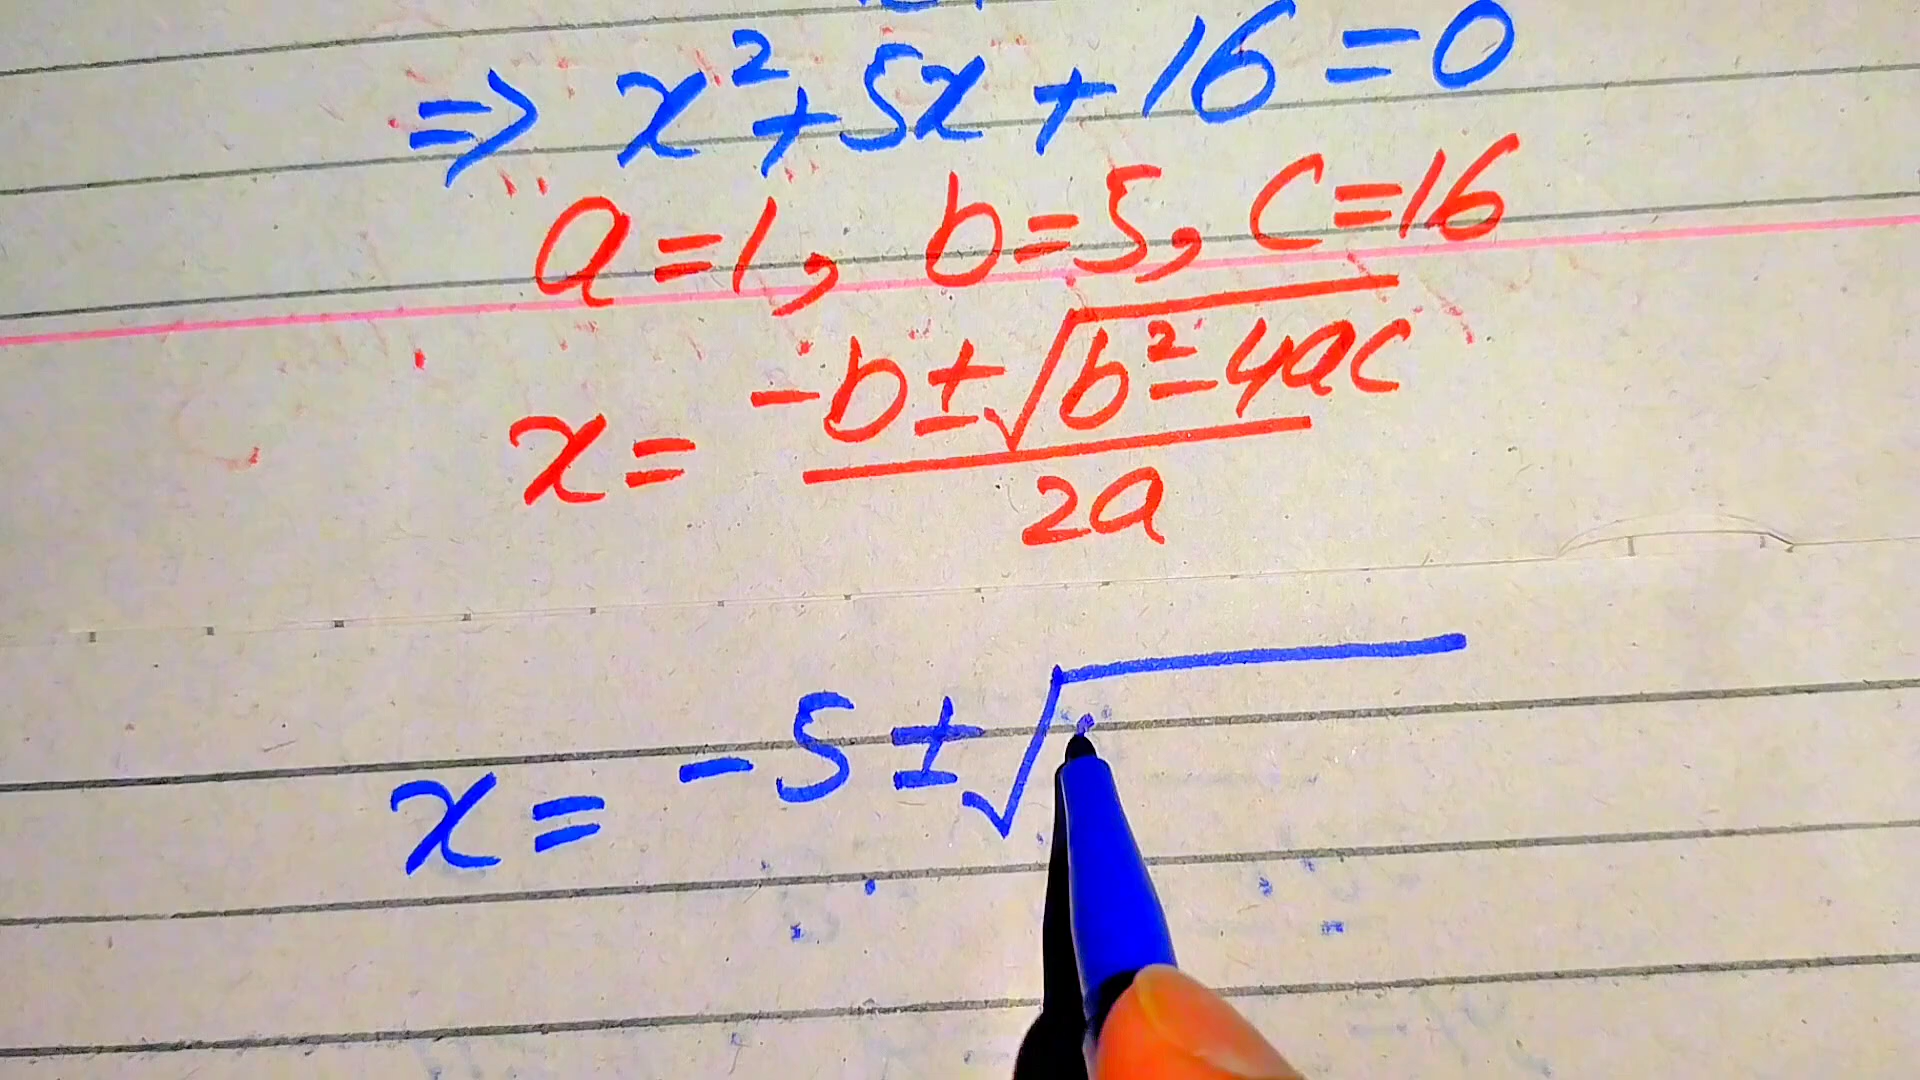 ⇒ x²+5x+16=0
a=1, b=5, c=16
x= -b±√b²-4ac
2a
x= -5±√